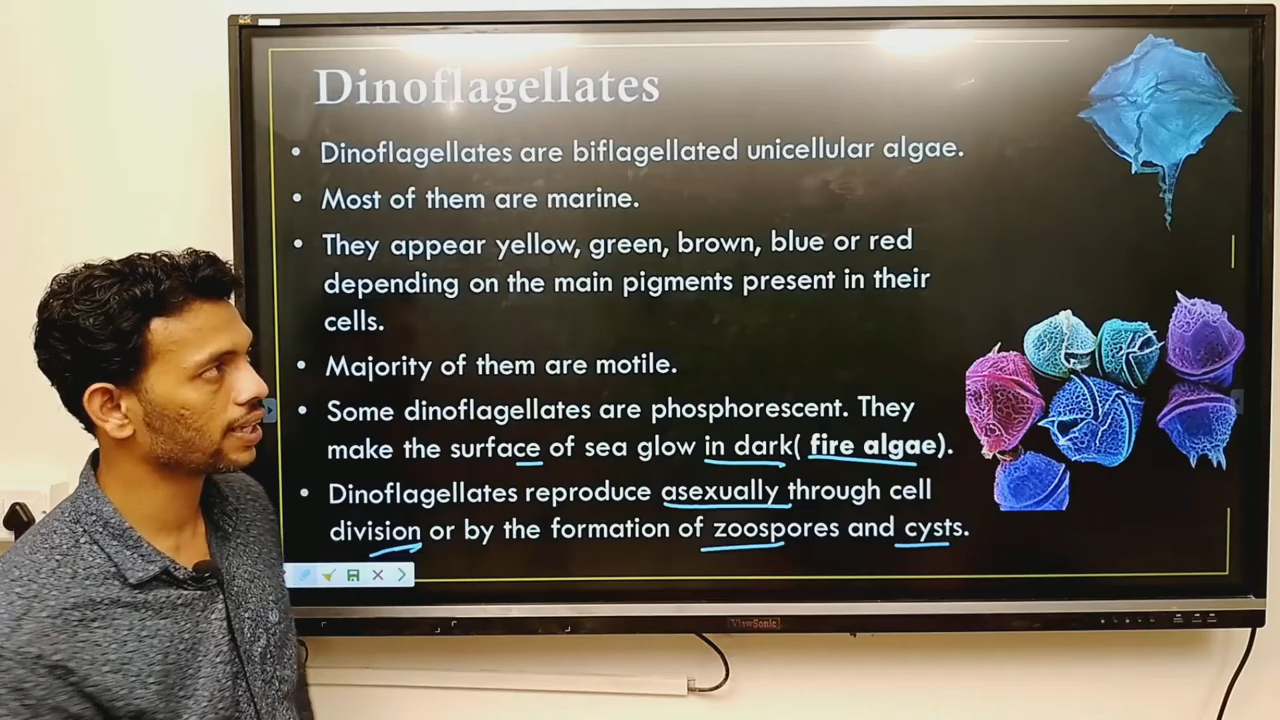 Dinoflagellates
• Dinoflagellates are biflagellated unicellular algae.
• Most of them are marine.
• They appear yellow, green, brown, blue or red
depending on the main pigments present in their
cells.
• Majority of them are motile.
• Some dinoflagellates are phosphorescent. They
make the surface of sea glow in dark( fire algae).
• Dinoflagellates reproduce asexually through cell
division or by the formation of zoospores and cysts.
ViewSonic